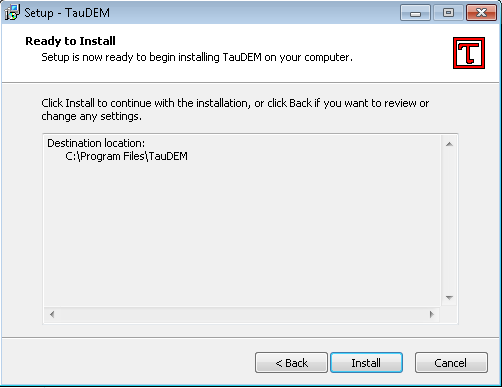 Setup - TauDEM
Ready to Install
Setup is now ready to begin installing TauDEM on your computer.
Click Install to continue with the installation, or click Back if you want to review or
change any settings.
Destination location:
C:\Program Files\TauDEM
< Back
Install
Cancel